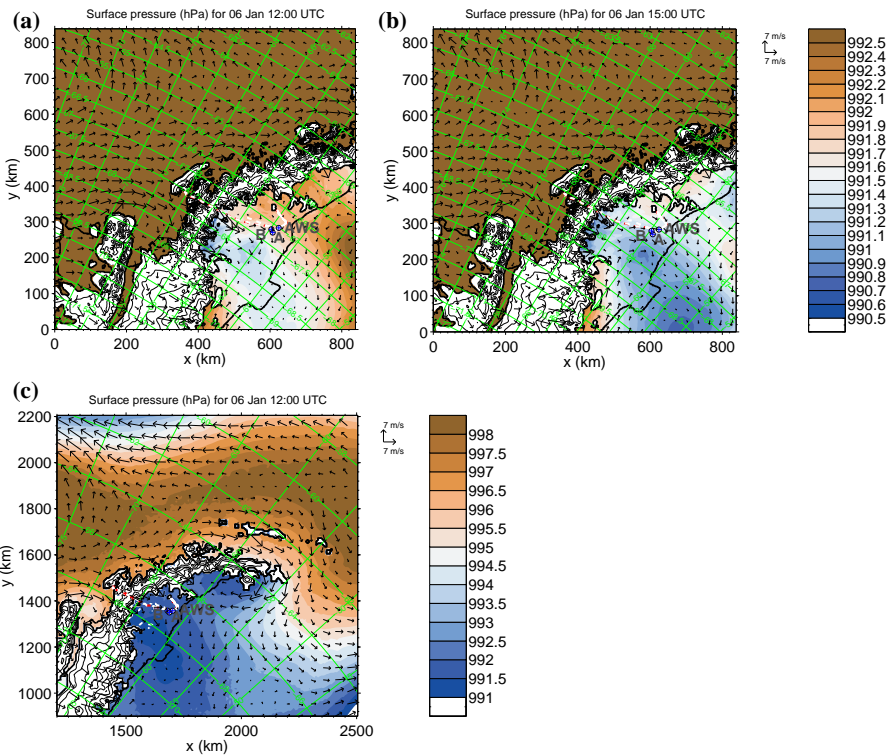 (a)
Surface pressure (hPa) for 06 Jan 12:00 UTC
y (km)
800
700
600
500
400
300
200
100
0
B
A
AWS
0
200
400
600
800
x (km)
(b)
Surface pressure (hPa) for 06 Jan 15:00 UTC
y (km)
800
700
600
500
400
300
200
100
0
B
A
AWS
0
200
400
600
800
x (km)
7 m/s
7 m/s
992.5
992.4
992.3
992.2
992.1
992
991.9
991.8
991.7
991.6
991.5
991.4
991.3
991.2
991.1
991
990.9
990.8
990.7
990.6
990.5
(c)
Surface pressure (hPa) for 06 Jan 12:00 UTC
y (km)
2200
2000
1800
1600
1400
1200
1000
B
A
AWS
1500
2000
2500
x (km)
7 m/s
7 m/s
998
997.5
997
996.5
996
995.5
995
994.5
994
993.5
993
992.5
992
991.5
991